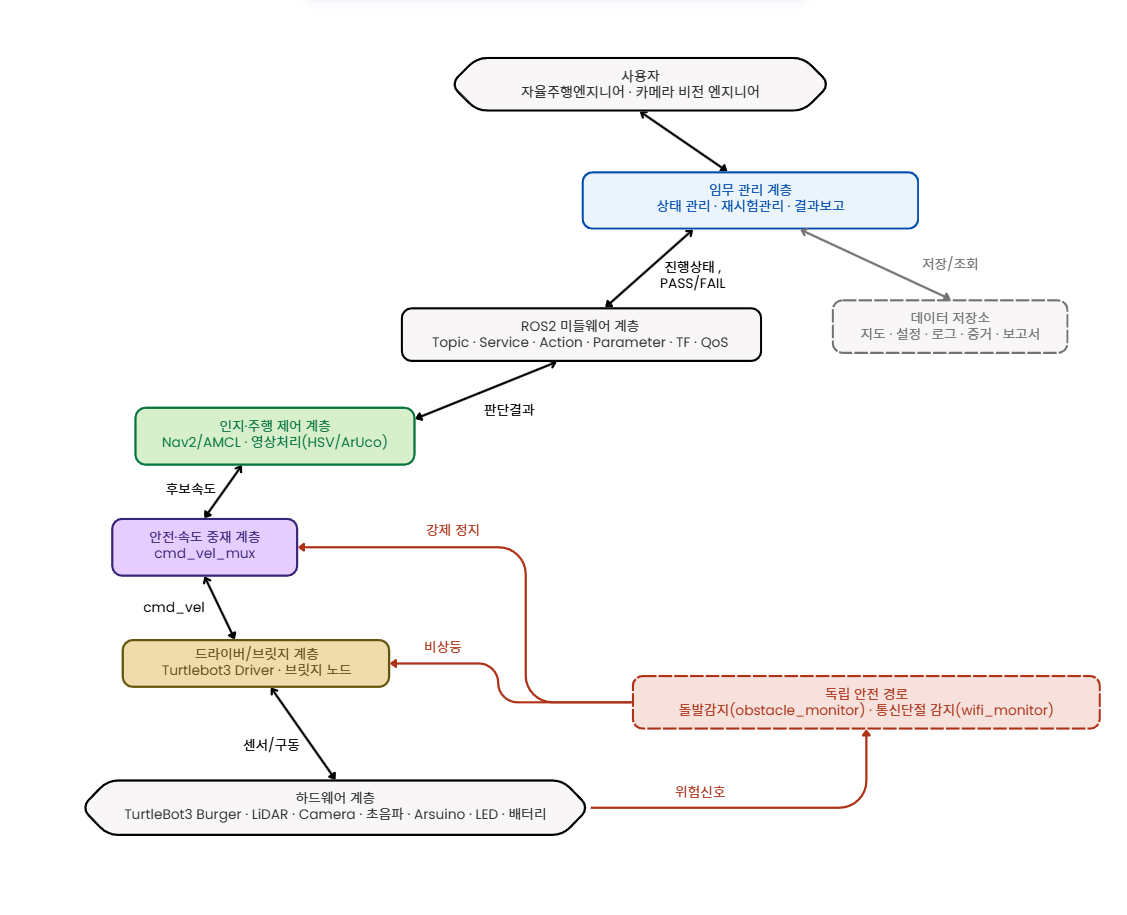 사용자
자율주행엔지니어 · 카메라 비전 엔지니어
임무 관리 계층
상태 관리 · 재시험관리 · 결과보고
진행상태 ,
PASS/FAIL
저장/조회
ROS2 미들웨어 계층
Topic · Service · Action · Parameter · TF · QoS
데이터 저장소
지도 · 설정 · 로그 · 증거 · 보고서
판단결과
인지·주행 제어 계층
Nav2/AMCL · 영상처리(HSV/ArUco)
후보속도
안전·속도 중재 계층
cmd_vel_mux
강제 정지
cmd_vel
드라이버/브릿지 계층
Turtlebot3 Driver · 브릿지 노드
비상등
독립 안전 경로
돌발감지(obstacle_monitor) · 통신단절 감지(wifi_monitor)
센서/구동
하드웨어 계층
TurtleBot3 Burger · LiDAR · Camera · 초음파 · Arsuino · LED · 배터리
위험신호